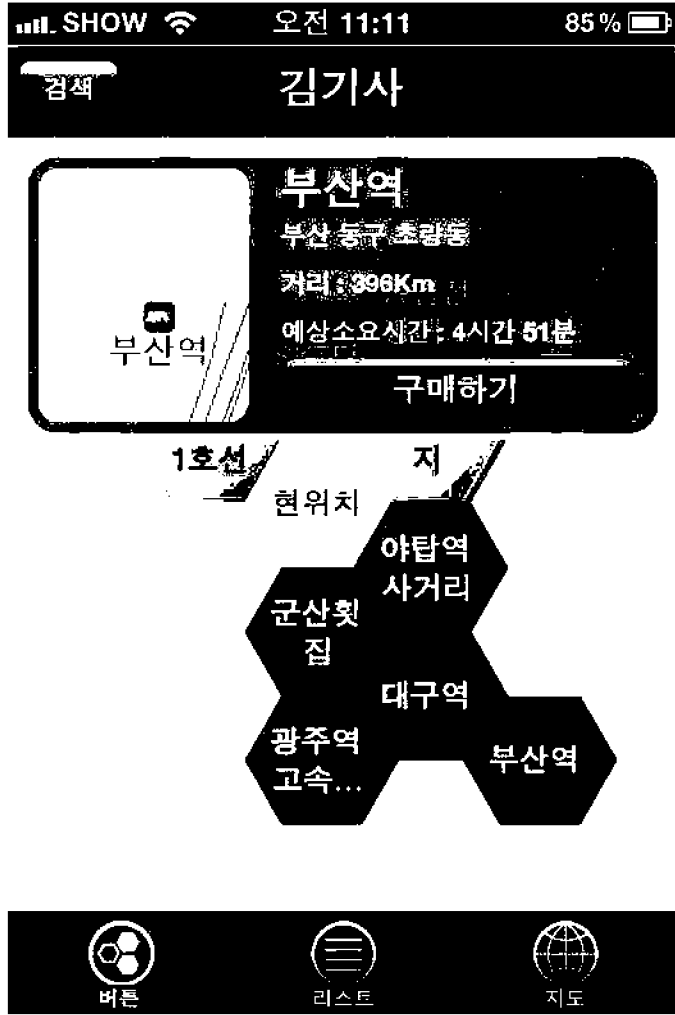 SHOW 오전 11:11 85%
검색 김기사
부산역
부산 동구 초량동
거리 : 396Km
예상소요시간 : 4시간 51분
부산역
구매하기
1호선 지
현위치
야탑역
사거리
군산횟
집
대구역
광주역
고속...
부산역
버튼 리스트 지도